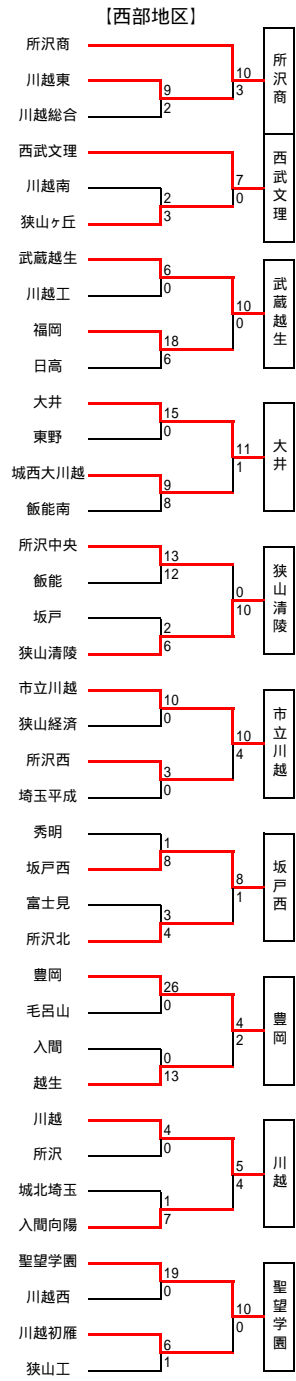 【西部地区】
所沢商
川越東
川越総合
9
2
10
3
所沢商
西武文理
川越南
狭山ヶ丘
2
3
7
0
西武文理
武蔵越生
川越工
福岡
日高
6
0
18
6
10
0
武蔵越生
大井
東野
城西大川越
飯能南
15
0
9
8
11
1
大井
所沢中央
飯能
坂戸
狭山清陵
13
12
2
6
0
10
狭山清陵
市立川越
狭山経済
所沢西
埼玉平成
10
0
3
0
10
4
市立川越
秀明
坂戸西
富士見
所沢北
1
8
3
4
8
1
坂戸西
豊岡
毛呂山
入間
越生
26
0
0
13
4
2
豊岡
川越
所沢
城北埼玉
入間向陽
4
0
1
7
5
4
川越
聖望学園
川越西
川越初雁
狭山工
19
0
6
1
10
0
聖望学園